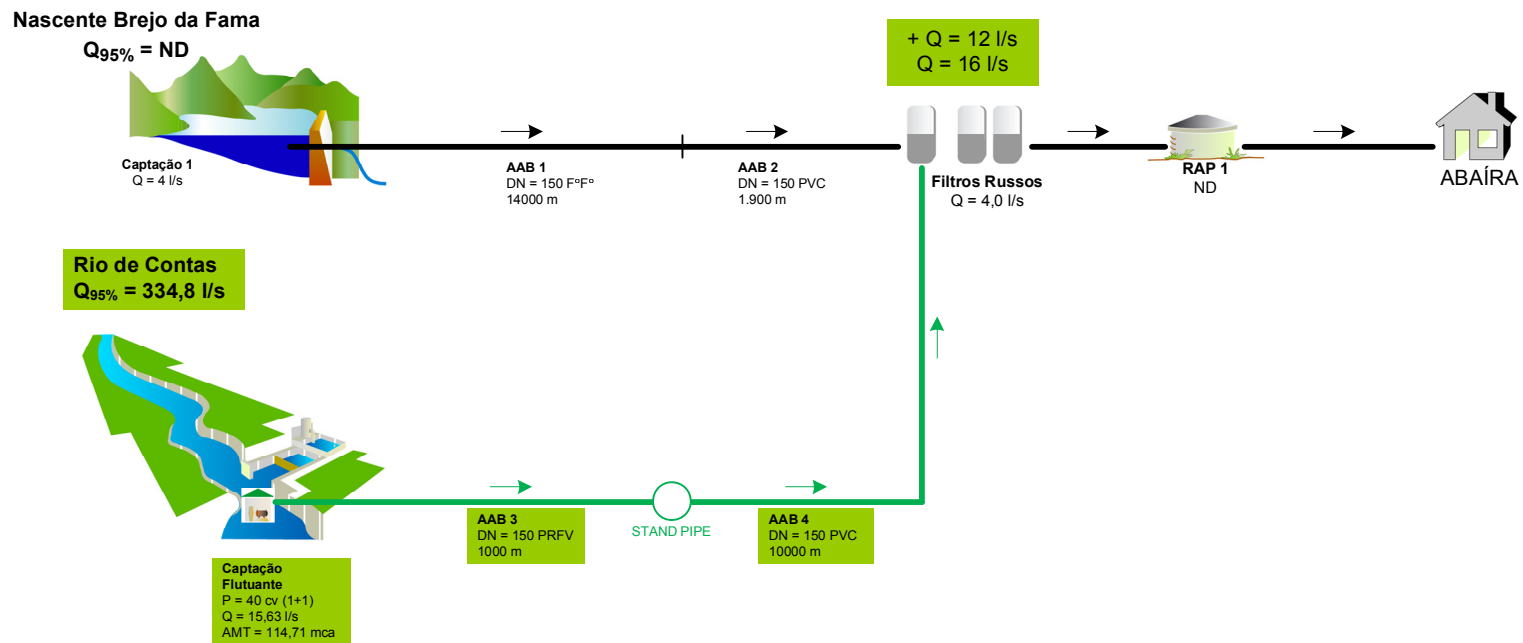 Nascente Brejo da Fama
Q95% = ND
+ Q = 12 l/s
Q = 16 l/s
Captação 1
Q = 4 l/s
AAB 1
DN = 150 FºFº
14000 m
AAB 2
DN = 150 PVC
1.900 m
Filtros Russos
Q = 4,0 l/s
RAP 1
ND
ABAÍRA
Rio de Contas
Q95% = 334,8 l/s
AAB 3
DN = 150 PRFV
1000 m
STAND PIPE
AAB 4
DN = 150 PVC
10000 m
Captação
Flutuante
P = 40 cv (1+1)
Q = 15,63 l/s
AMT = 114,71 mca